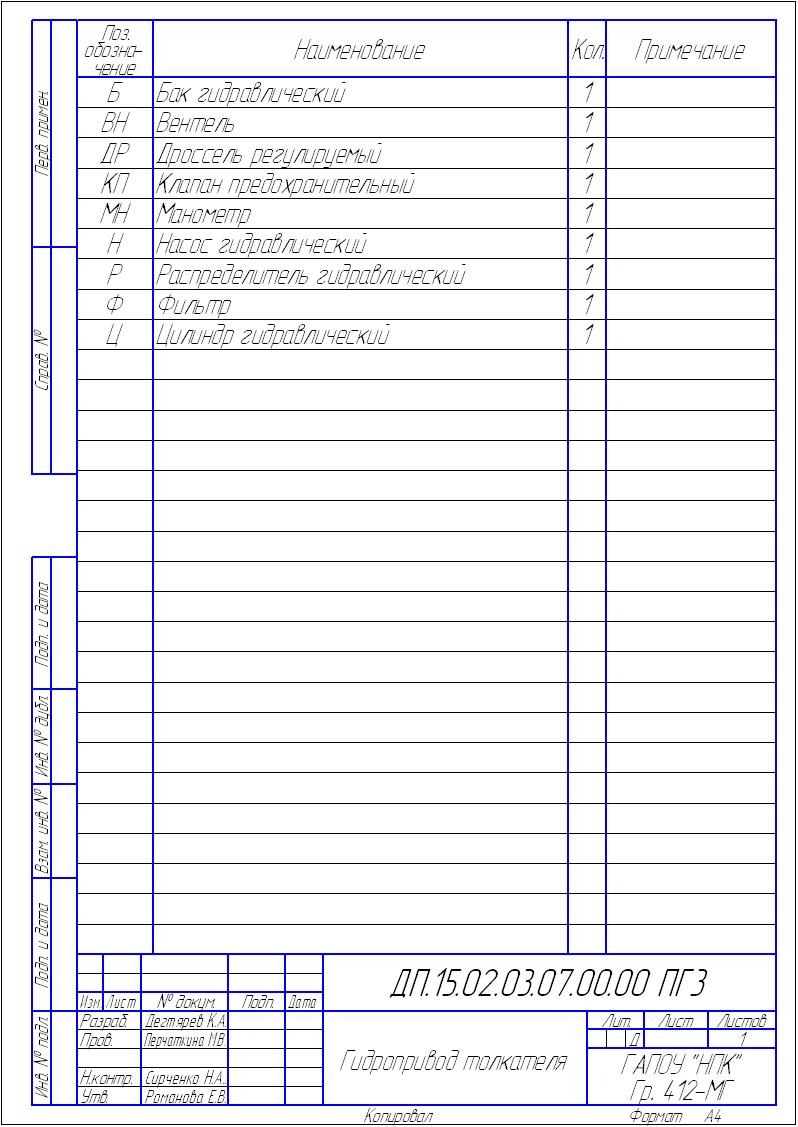 Поз. обозна-чение Наименование Кол. Примечание
Б Бак гидравлический 1
ВН Вентель 1
ДР Дроссель регулируемый 1
КП Клапан предохранительный 1
МН Манометр 1
Н Насос гидравлический 1
Р Распределитель гидравлический 1
Ф Фильтр 1
Ц Цилиндр гидравлический 1
Перв. примен.
Справ. №
Подп. и дата
Инв. № дубл.
Взам. инв. №
Подп. и дата
Инв. № подл.
ДП.15.02.03.07.00.00 ПГ3
Изм. Лист № докум. Подп. Дата
Разраб. Дегтярев К.А.
Пров. Перчаткина М.В.
Н.контр. Сирченко Н.А..
Утв. Романова Е.В.
Гидропривод толкателя
Лит. Лист Листов
Д 1
ГАПОУ "НПК"
Гр. 412-МГ
Копировал Формат А4